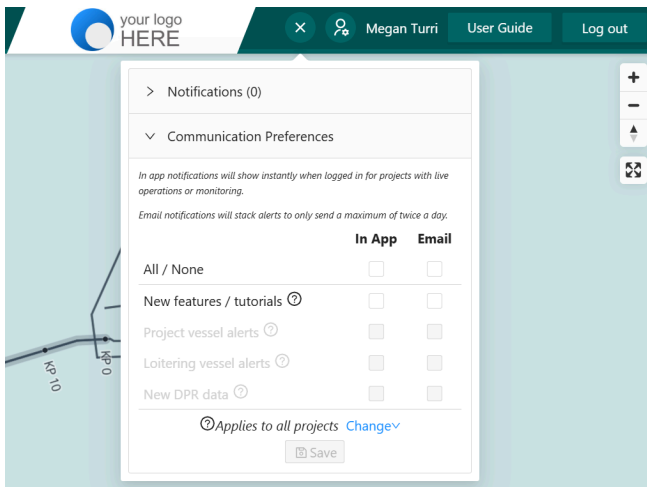 your logo
HERE
Megan Turri
User Guide
Log out
Notifications (0)
Communication Preferences
In app notifications will show instantly when logged in for projects with live
operations or monitoring.
Email notifications will stack alerts to only send a maximum of twice a day.
In App Email
All / None
New features / tutorials ?
Project vessel alerts ?
Loitering vessel alerts ?
New DPR data ?
? Applies to all projects Change
Save
KP 10
KP 0